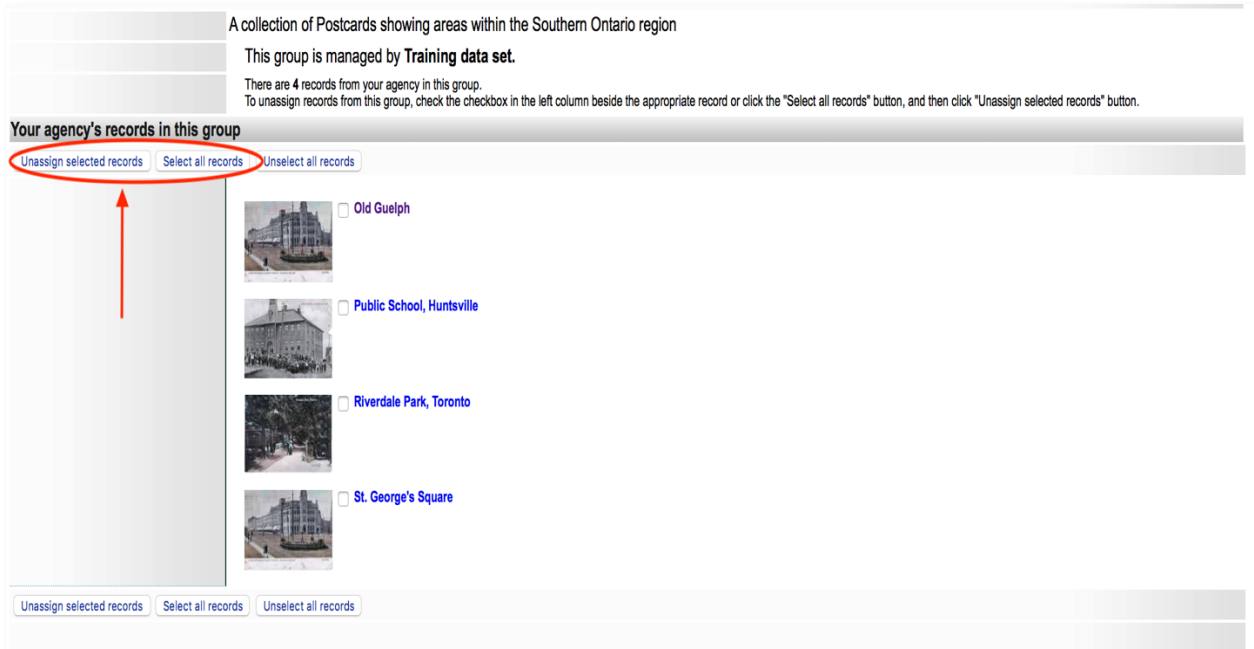 A collection of Postcards showing areas within the Southern Ontario region
This group is managed by Training data set.
There are 4 records from your agency in this group.
To unassign records from this group, check the checkbox in the left column beside the appropriate record or click the "Select all records" button, and then click "Unassign selected records" button.
Your agency's records in this group
Unassign selected records Select all records Unselect all records
Old Guelph
Public School, Huntsville
Riverdale Park, Toronto
St. George's Square
Unassign selected records Select all records Unselect all records